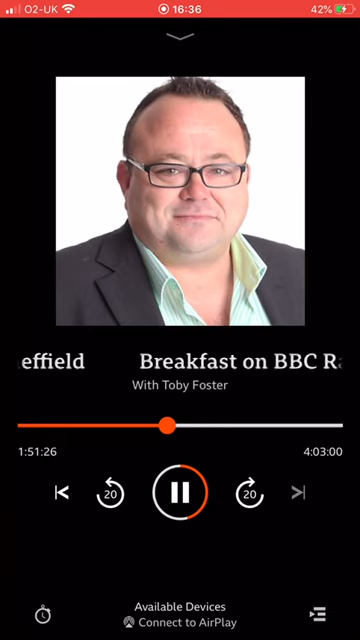 O2-UK 16:36 42%
effield Breakfast on BBC Ra
With Toby Foster
1:51:26 4:03:00
20 20
Available Devices
Connect to AirPlay